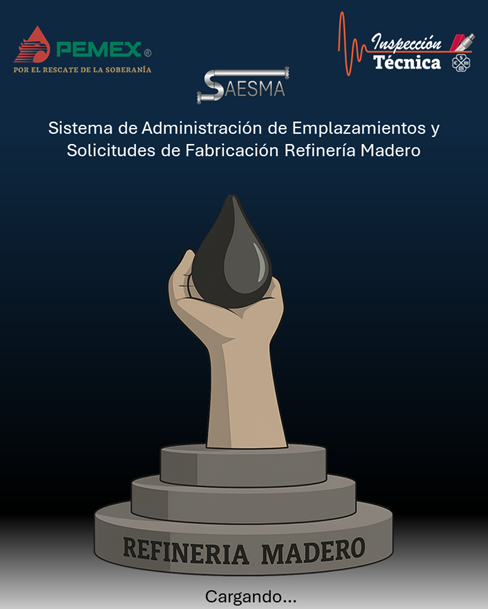 PEMEX®
POR EL RESCATE DE LA SOBERANÍA
Inspección
Técnica
SAESMA
Sistema de Administración de Emplazamientos y
Solicitudes de Fabricación Refinería Madero
REFINERIA MADERO
Cargando...